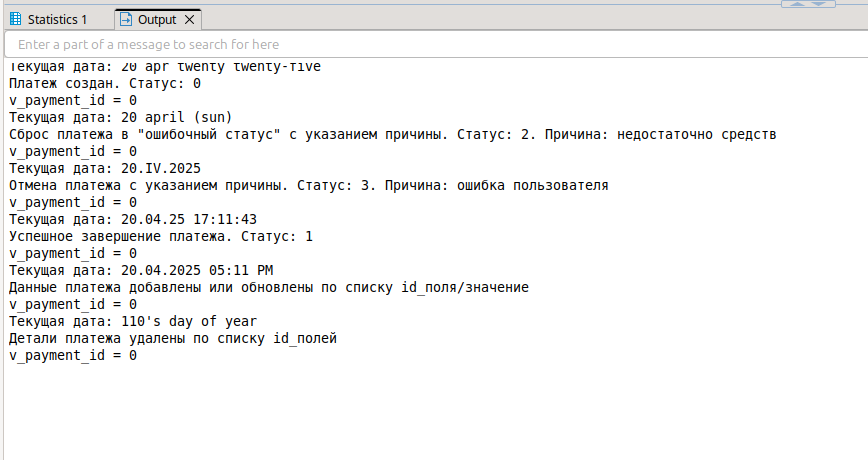 Statistics 1
Output
Enter a part of a message to search for here
Текущая дата: 20 apr twenty twenty-five
Платеж создан. Статус: 0
v_payment_id = 0
Текущая дата: 20 april (sun)
Сброс платежа в "ошибочный статус" с указанием причины. Статус: 2. Причина: недостаточно средств
v_payment_id = 0
Текущая дата: 20.IV.2025
Отмена платежа с указанием причины. Статус: 3. Причина: ошибка пользователя
v_payment_id = 0
Текущая дата: 20.04.25 17:11:43
Успешное завершение платежа. Статус: 1
v_payment_id = 0
Текущая дата: 20.04.2025 05:11 PM
Данные платежа добавлены или обновлены по списку id_поля/значение
v_payment_id = 0
Текущая дата: 110's day of year
Детали платежа удалены по списку id_полей
v_payment_id = 0